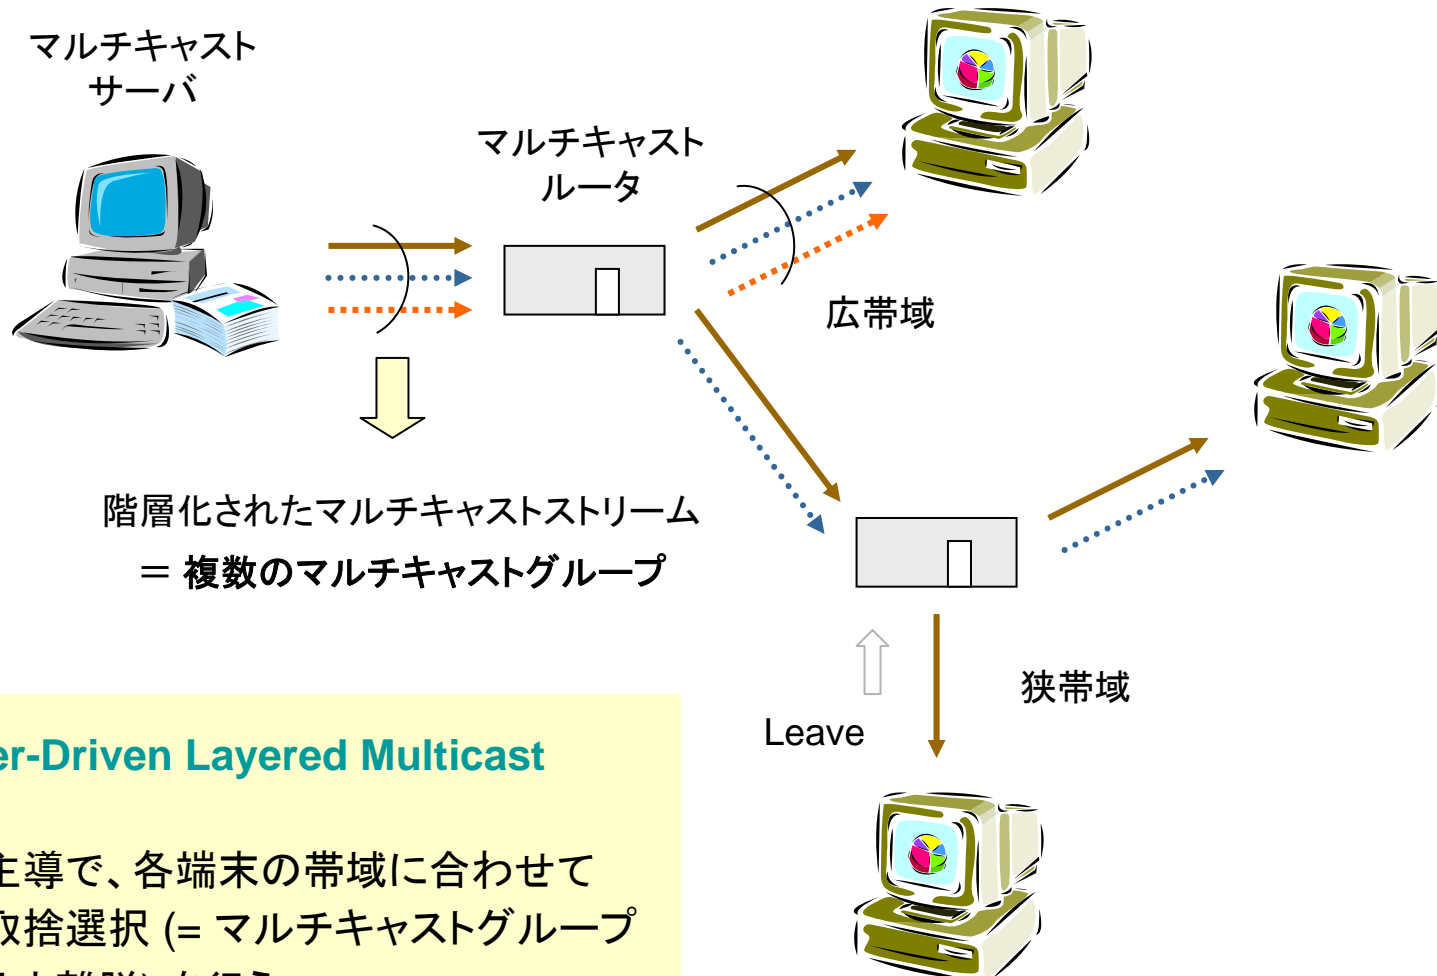 マルチキャスト
サーバ
マルチキャスト
ルータ
広帯域
階層化されたマルチキャストストリーム
＝ 複数のマルチキャストグループ
狭帯域
Leave
er-Driven Layered Multicast
主導で、各端末の帯域に合わせて
取捨選択 (= マルチキャストグループ